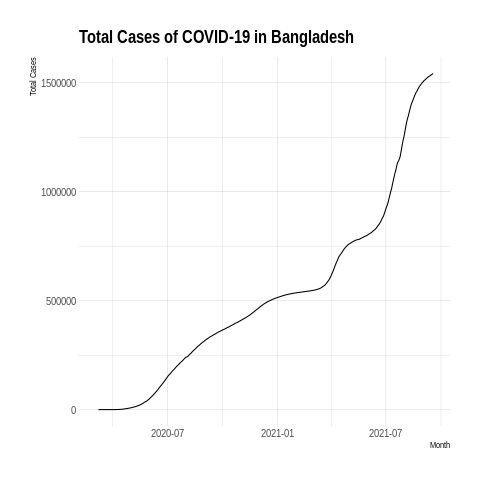 Total Cases of COVID-19 in Bangladesh
Total Cases
1500000
1000000
500000
0
2020-07
2021-01
2021-07
Month